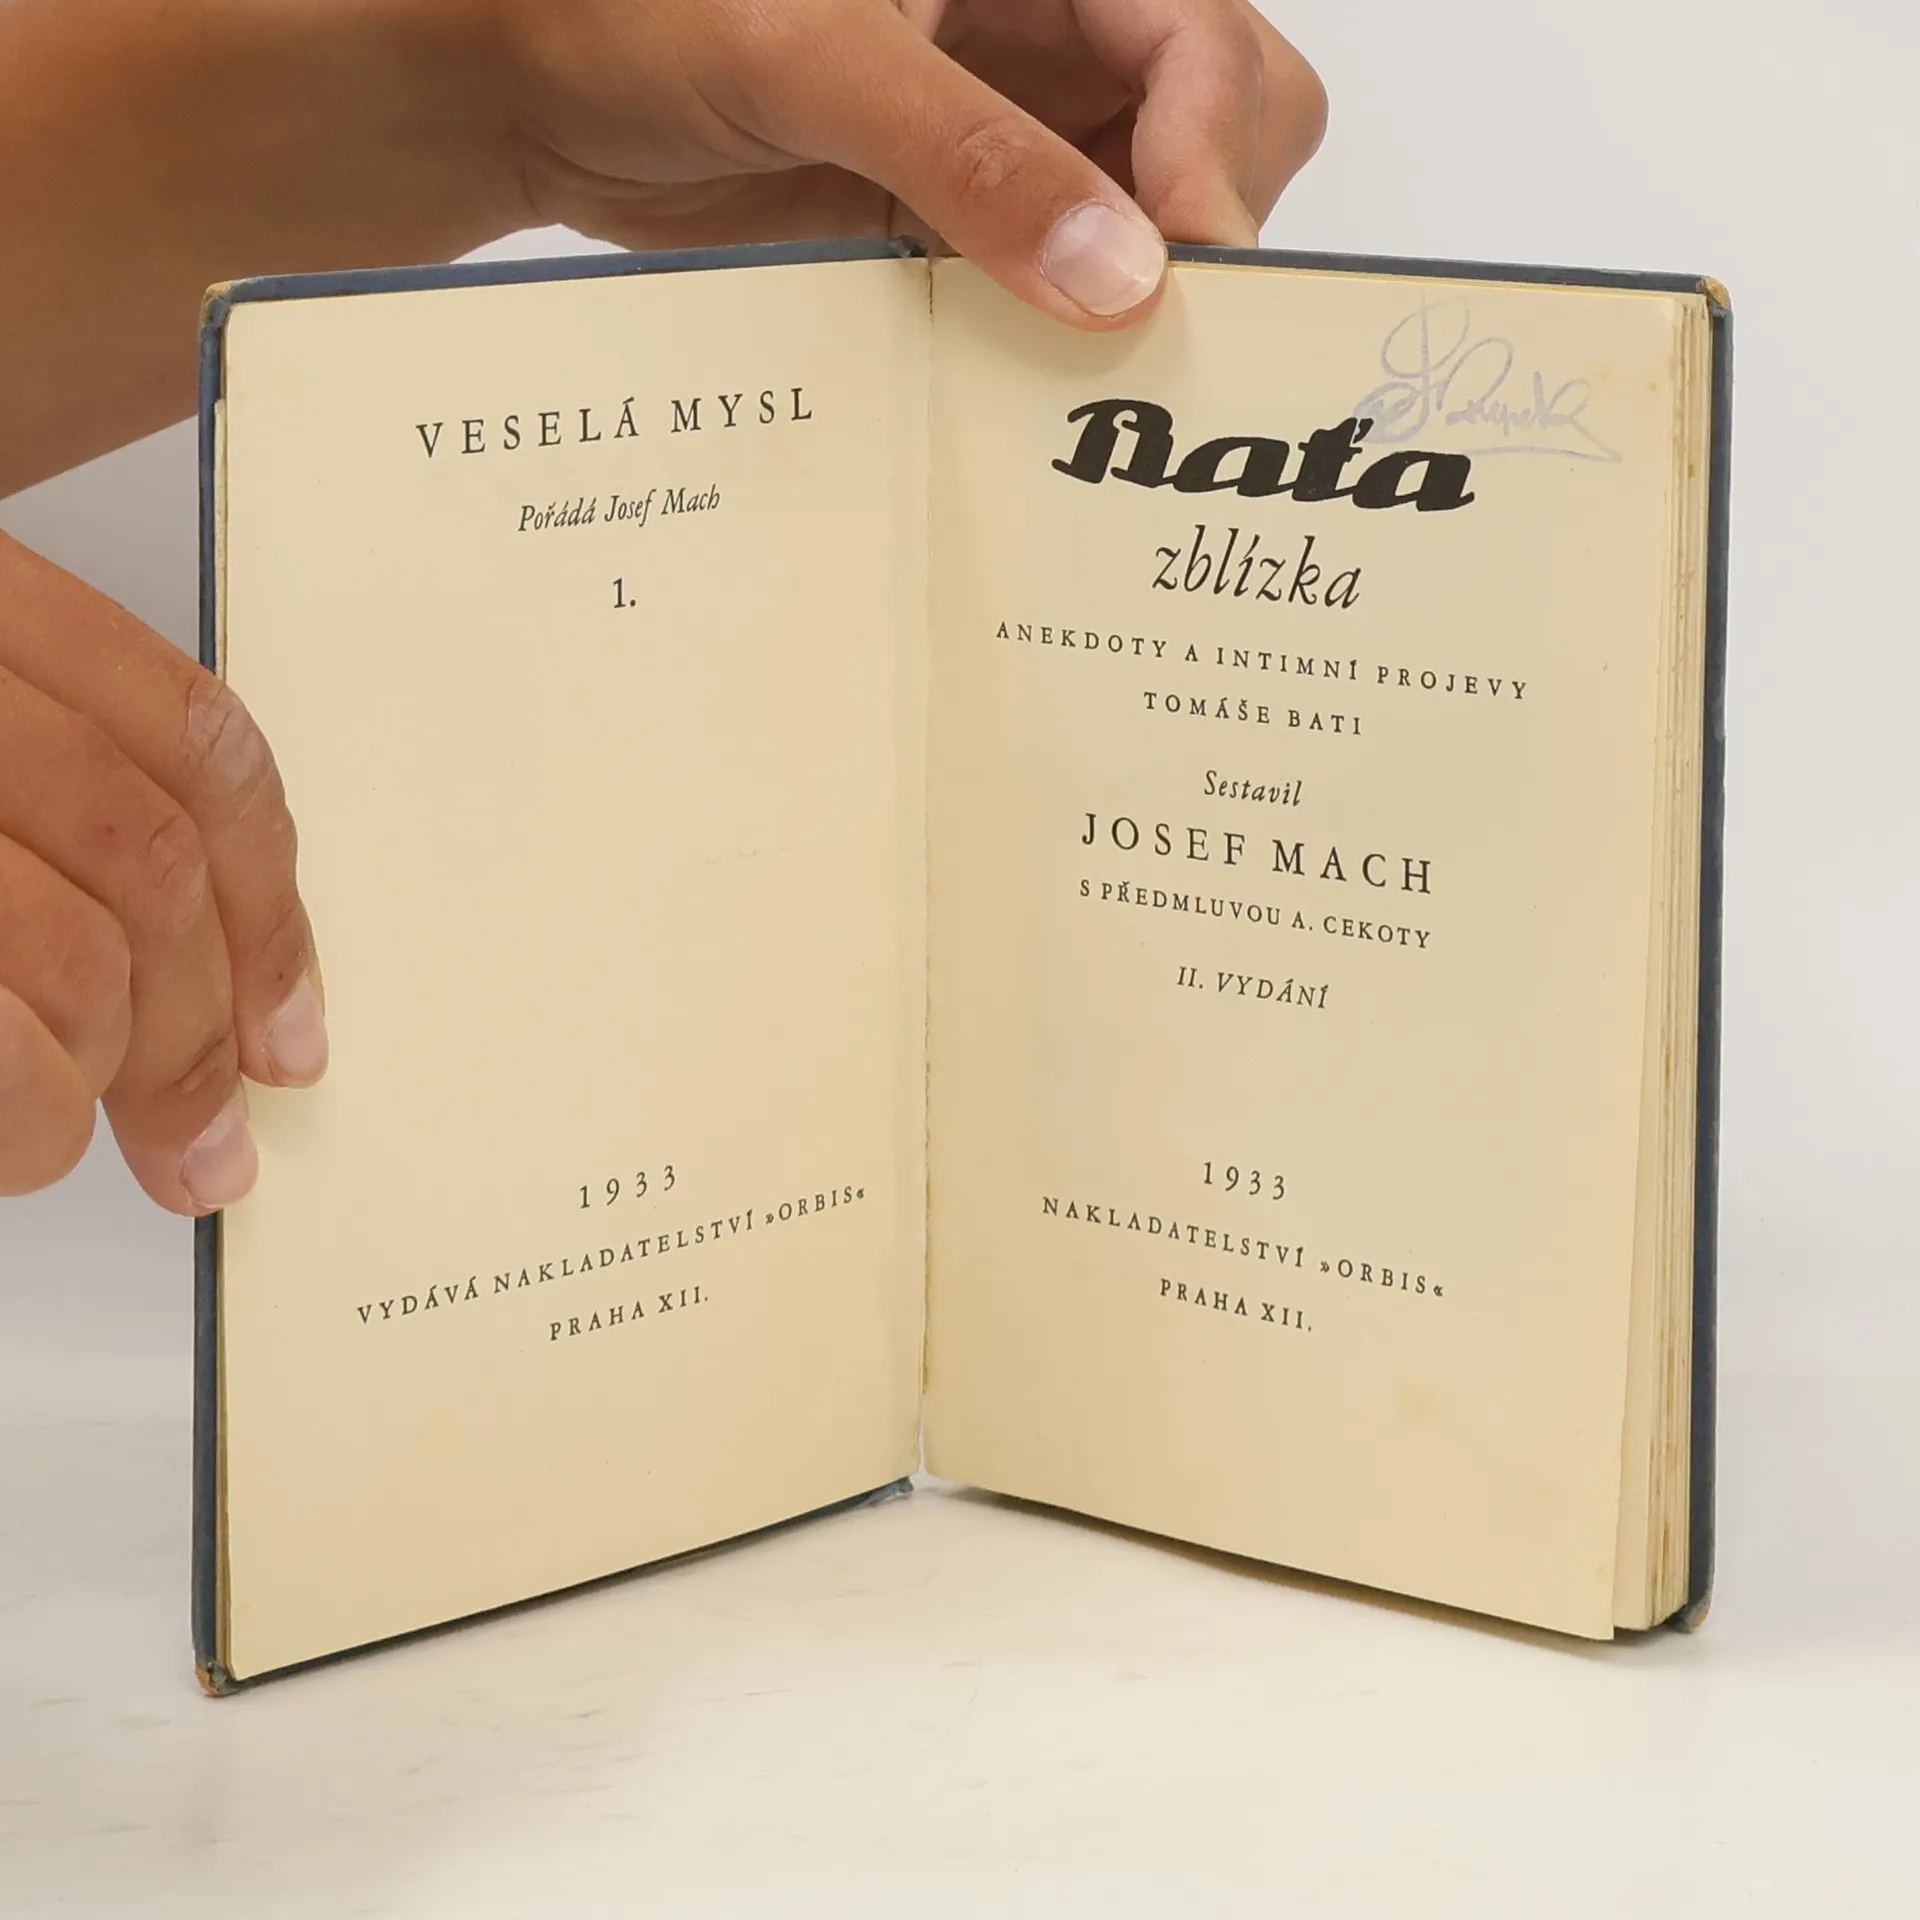 VESELÁ MYSL
Pořádá Josef Mach
1.
1933
VYDÁVÁ NAKLADATELSTVÍ »ORBIS«
PRAHA XII.
Baťa
zblízka
ANEKDOTY A INTIMNÍ PROJEVY
TOMÁŠE BATI
Sestavil
JOSEF MACH
S PŘEDMLUVOU A. CEKOTY
II. VYDÁNÍ
1933
NAKLADATELSTVÍ »ORBIS«
PRAHA XII.